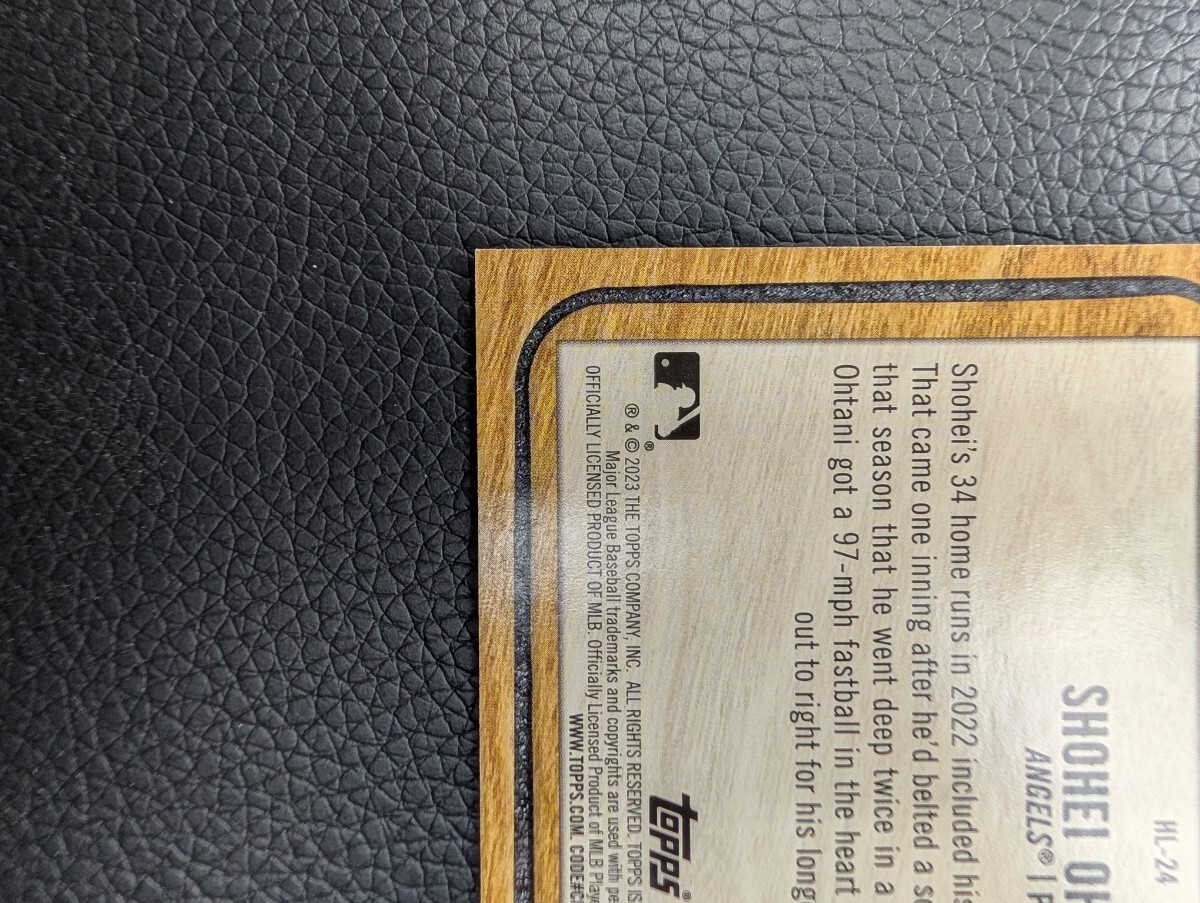 HL-24
SHOHEI OH
ANGELS® | P
Shohei's 34 home runs in 2022 included his
That came one inning after he'd belted a so
that season that he went deep twice in a
Ohtani got a 97-mph fastball in the heart
out to right for his long
topps®
®
® & © 2023 THE TOPPS COMPANY, INC. ALL RIGHTS RESERVED. TOPPS IS
Major League Baseball trademarks and copyrights are used with pe
OFFICIALLY LICENSED PRODUCT OF MLB. Officially Licensed Product of MLB Playe
WWW.TOPPS.COM. CODE#C